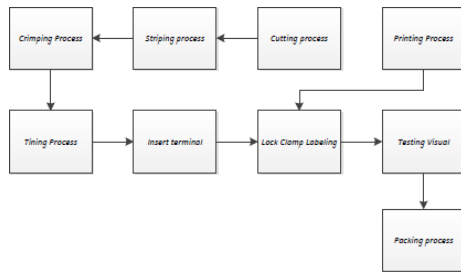 Crimping Process
Striping process
Cutting process
Printing Process
Tining Process
Insert terminal
Lock Clamp Labeling
Testing Visual
Packing process